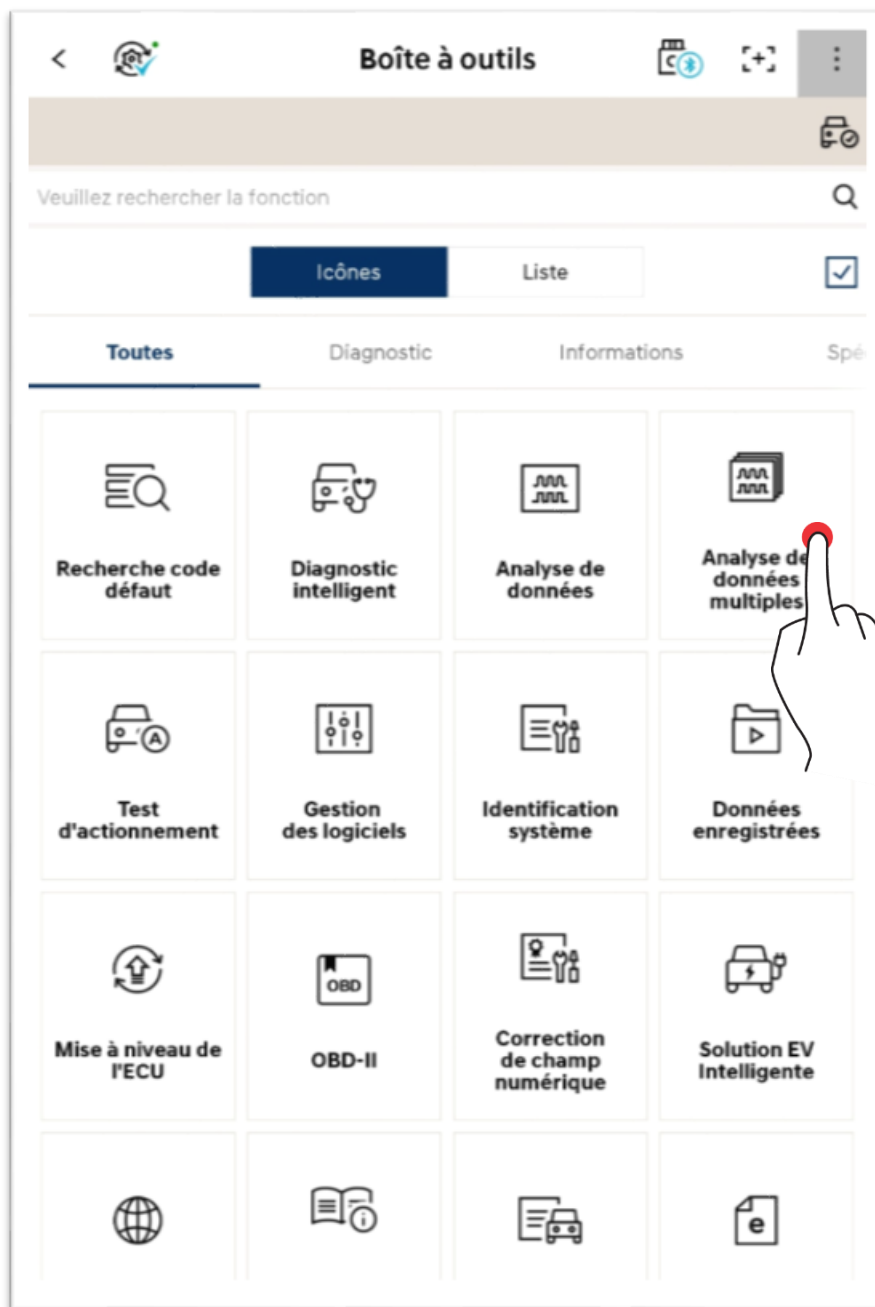 Boîte à outils
Veuillez rechercher la fonction
Icônes
Liste
Toutes
Diagnostic
Informations
Recherche code
défaut
Diagnostic
intelligent
Analyse de
données
Analyse de
données
multiples
A
Test
d'actionnement
Gestion
des logiciels
Identification
système
Données
enregistrées
Mise à niveau de
l'ECU
OBD
OBD-II
Correction
de champ
numérique
Solution EV
Intelligente
e